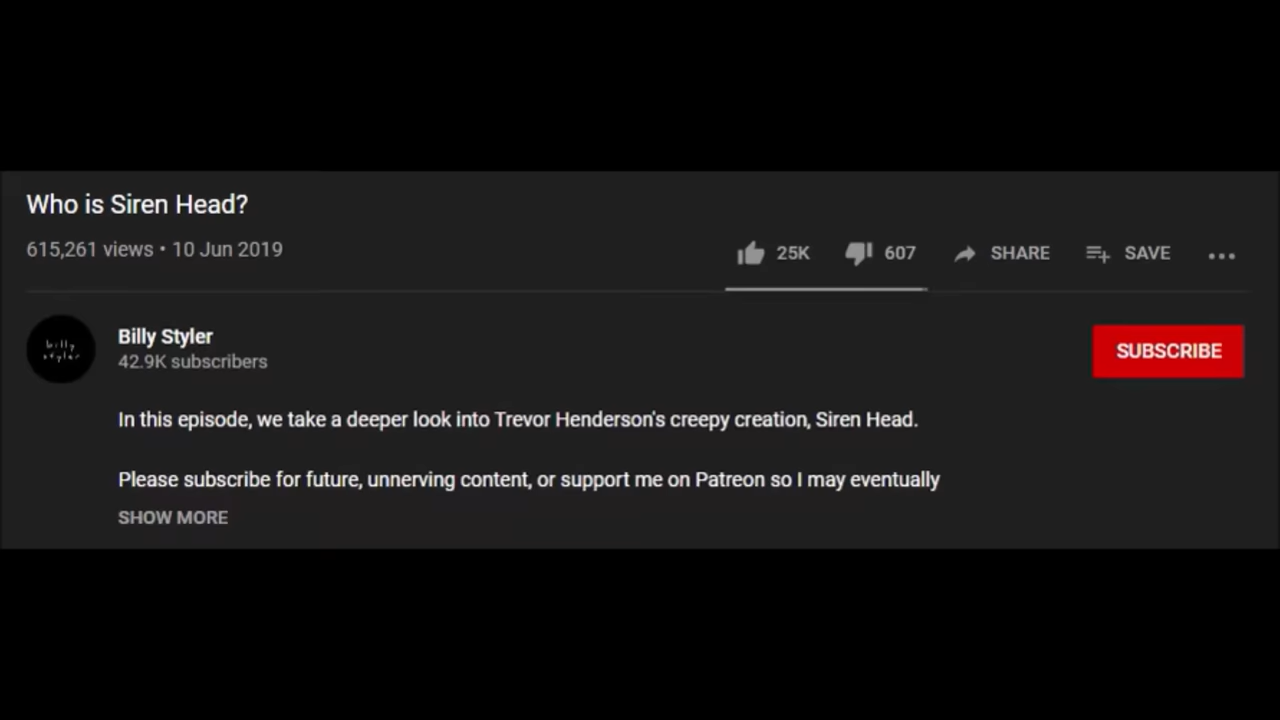 Who is Siren Head?
615,261 views • 10 Jun 2019
25K 607 SHARE SAVE
billy
styler
Billy Styler
42.9K subscribers
SUBSCRIBE
In this episode, we take a deeper look into Trevor Henderson's creepy creation, Siren Head.
Please subscribe for future, unnerving content, or support me on Patreon so I may eventually
SHOW MORE